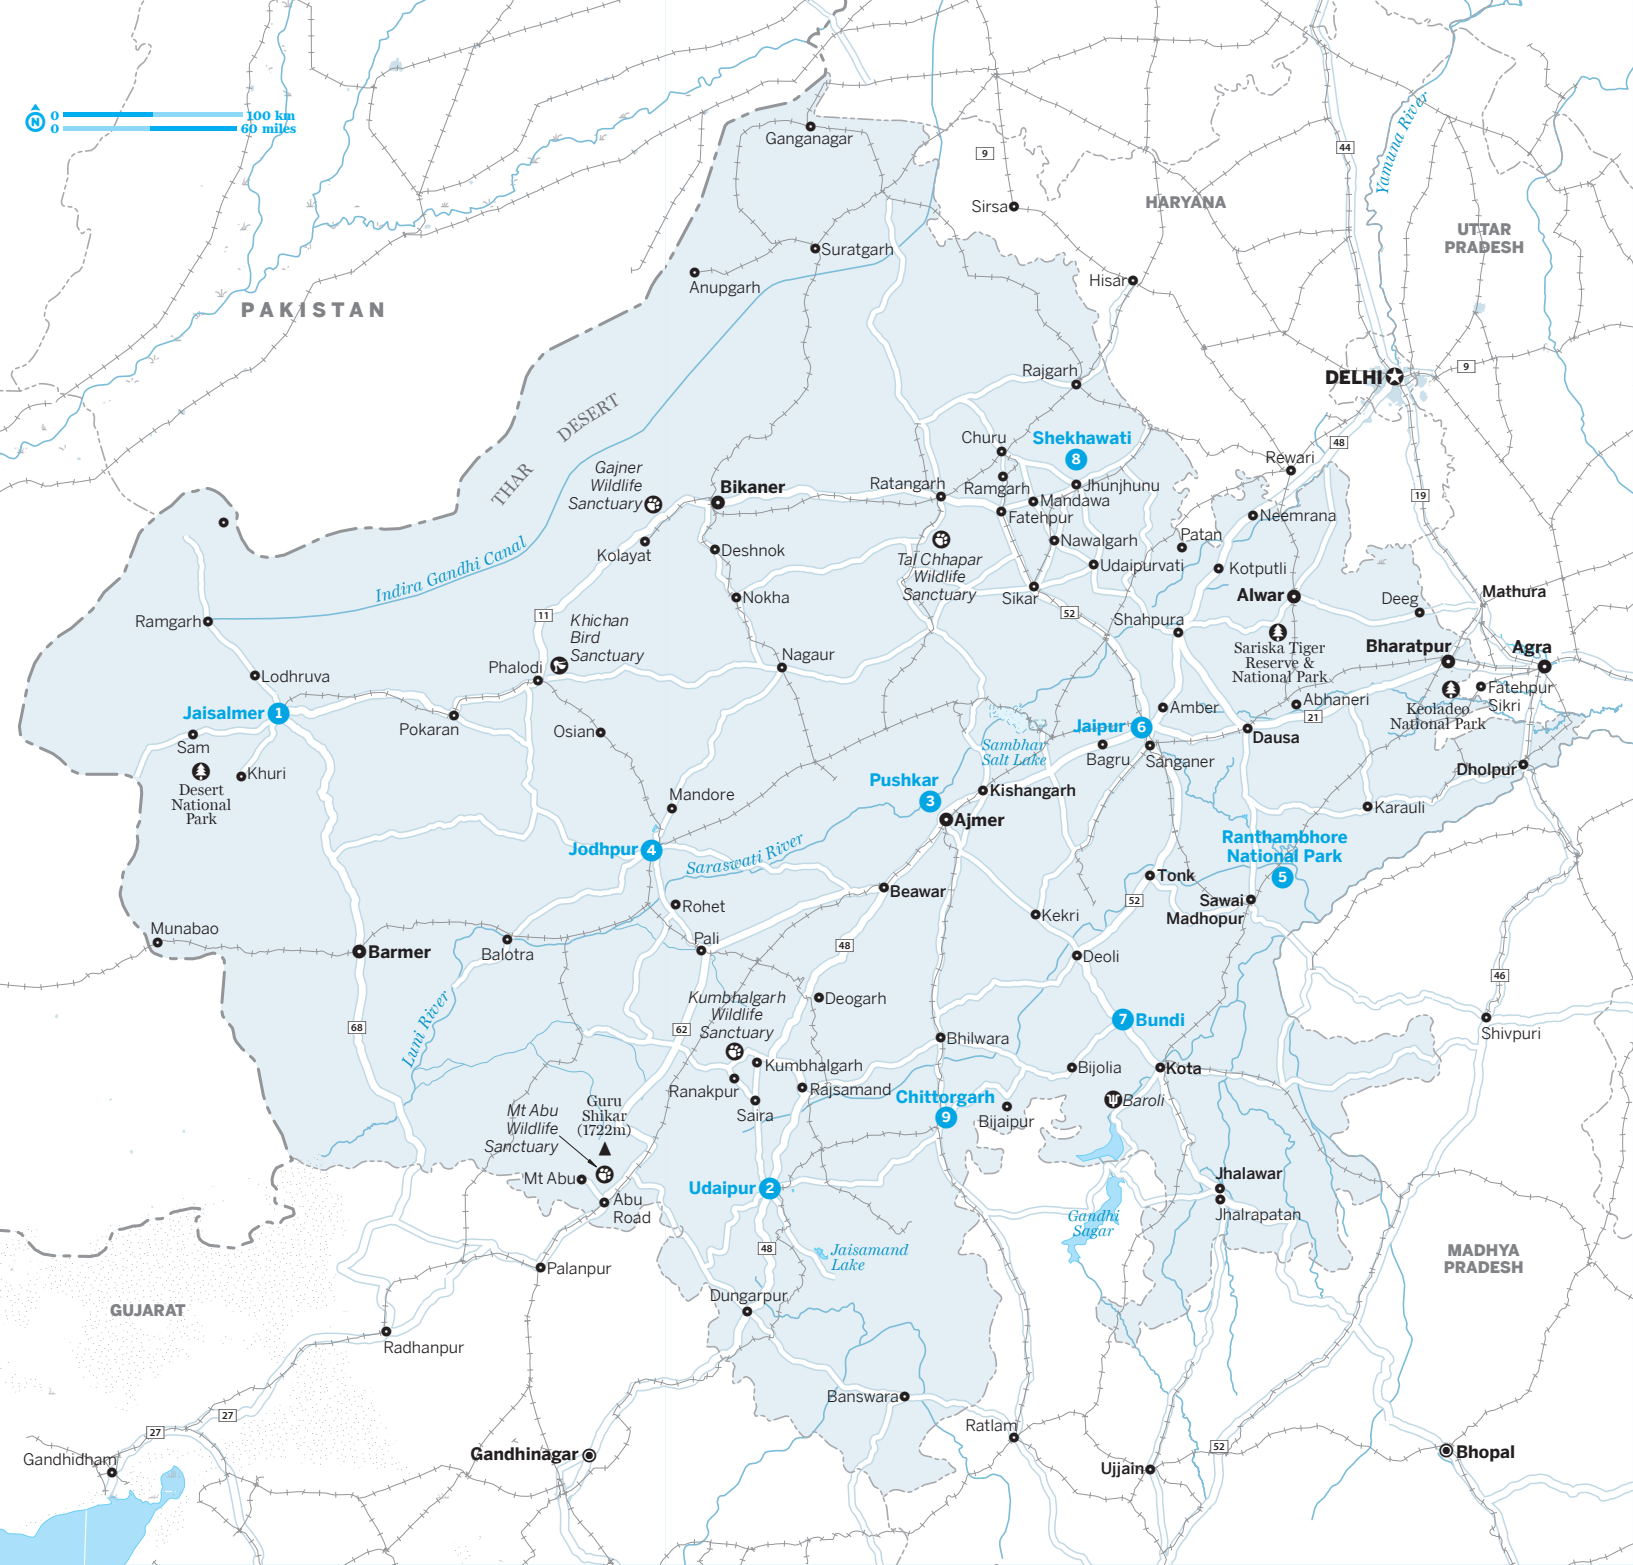 N
0
100 km
0
60 miles
Ganganagar
9
44
Yamuna River
Sirsa
HARYANA
UTTAR
PRADESH
Suratgarh
Anupgarh
Hisar
PAKISTAN
Rajgarh
DELHI
9
THAR
DESERT
Churu
Shekhawati
8
48
Rewari
Gajner
Wildlife
Sanctuary
Bikaner
Ratangarh
Ramgarh
Jhunjhunu
Mandawa
Fatehpur
19
Neemrana
Patan
Kolayat
Deshnok
Nawalgarh
Tal Chhapar
Wildlife
Sanctuary
Udaipurvati
Kotputli
Indira Gandhi Canal
Nokha
Sikar
52
Alwar
Deeg
Mathura
Ramgarh
11
Khichan
Bird
Sanctuary
Shahpura
Sariska Tiger
Reserve &
National Park
Bharatpur
Agra
Phalodi
Nagaur
Lodhruva
Fatehpur
Sikri
Keoladeo
National Park
Jaisalmer
1
Pokaran
Amber
Abhaneri
21
Sam
Osian
Sambhar
Salt Lake
Jaipur
6
Dausa
Bagru
Sanganer
Khuri
Desert
National
Park
Dholpur
Pushkar
3
Kishangarh
Mandore
Karauli
Ajmer
Jodhpur
4
Saraswati River
Ranthambhore
National Park
5
Beawar
Tonk
Rohet
52
Sawai
Madhopur
Kekri
Munabao
Barmer
Balotra
Pali
48
Deoli
46
Luni River
Kumbhalgarh
Wildlife
Sanctuary
Deogarh
68
62
7
Bundi
Shivpuri
Bhilwara
Kumbhalgarh
Bijolia
Kota
Ranakpur
Rajsamand
Saira
Chittorgarh
9
Bijaipur
Baroli
Mt Abu
Wildlife
Sanctuary
Guru
Shikar
(1722m)
Mt Abu
Abu
Road
Udaipur
2
Jhalawar
Jhalrapatan
Gandhi
Sagar
48
Jaisamand
Lake
MADHYA
PRADESH
Palanpur
GUJARAT
Dungarpur
Radhanpur
Banswara
27
27
Ratlam
Gandhidham
Gandhinagar
52
Ujjain
Bhopal